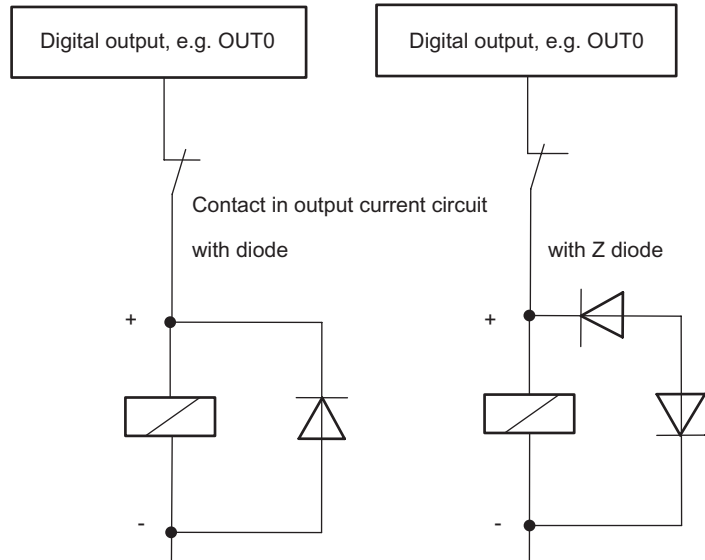 Digital output, e.g. OUT0
Digital output, e.g. OUT0
Contact in output current circuit
with diode
with Z diode
+
+
-
-